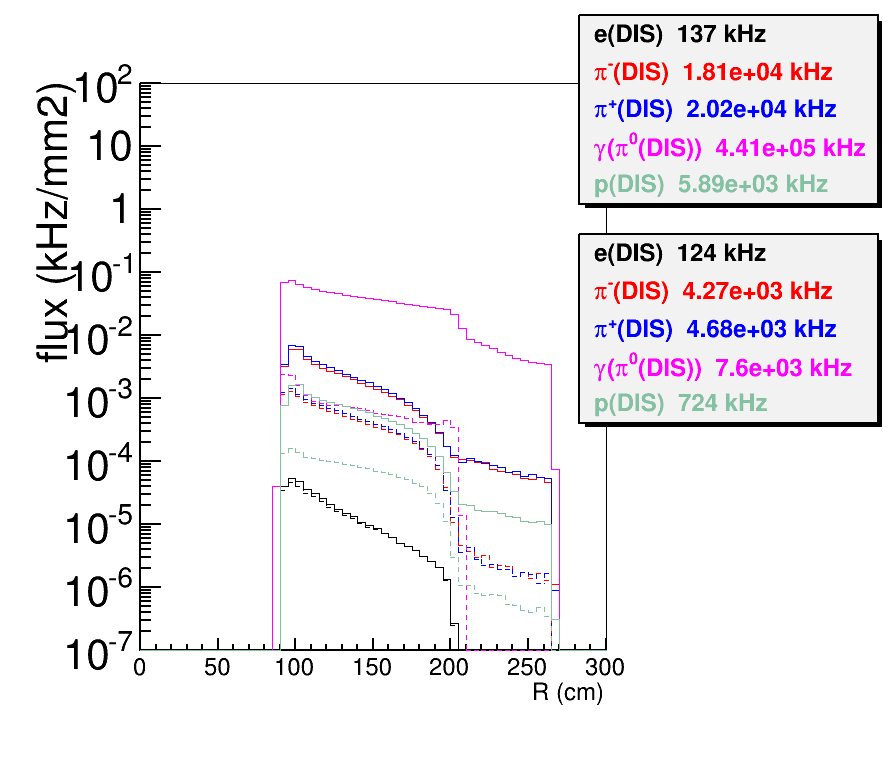 e(DIS) 137 kHz
π⁻(DIS) 1.81e+04 kHz
π⁺(DIS) 2.02e+04 kHz
γ(π⁰(DIS)) 4.41e+05 kHz
p(DIS) 5.89e+03 kHz
e(DIS) 124 kHz
π⁻(DIS) 4.27e+03 kHz
π⁺(DIS) 4.68e+03 kHz
γ(π⁰(DIS)) 7.6e+03 kHz
p(DIS) 724 kHz
flux (kHz/mm2)
10²
10
1
10⁻¹
10⁻²
10⁻³
10⁻⁴
10⁻⁵
10⁻⁶
10⁻⁷
0 50 100 150 200 250 300
R (cm)